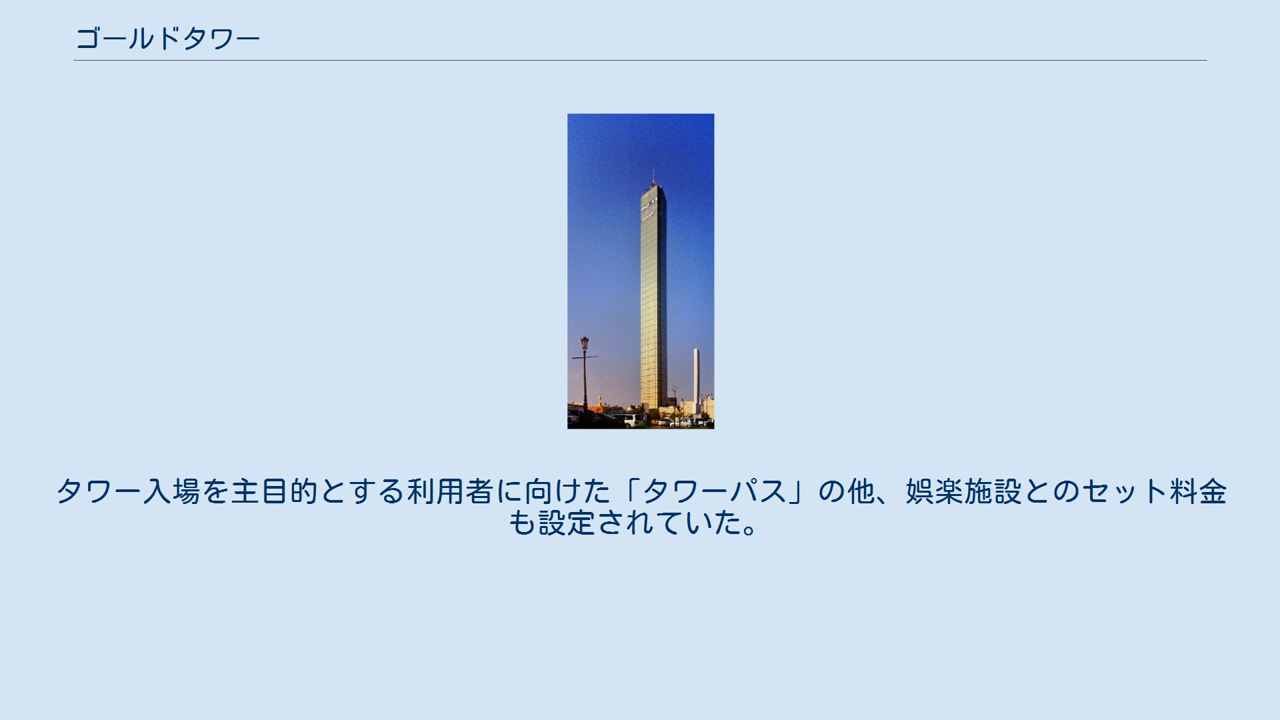 ゴールドタワー
タワー入場を主目的とする利用者に向けた「タワーパス」の他、娯楽施設とのセット料金
も設定されていた。